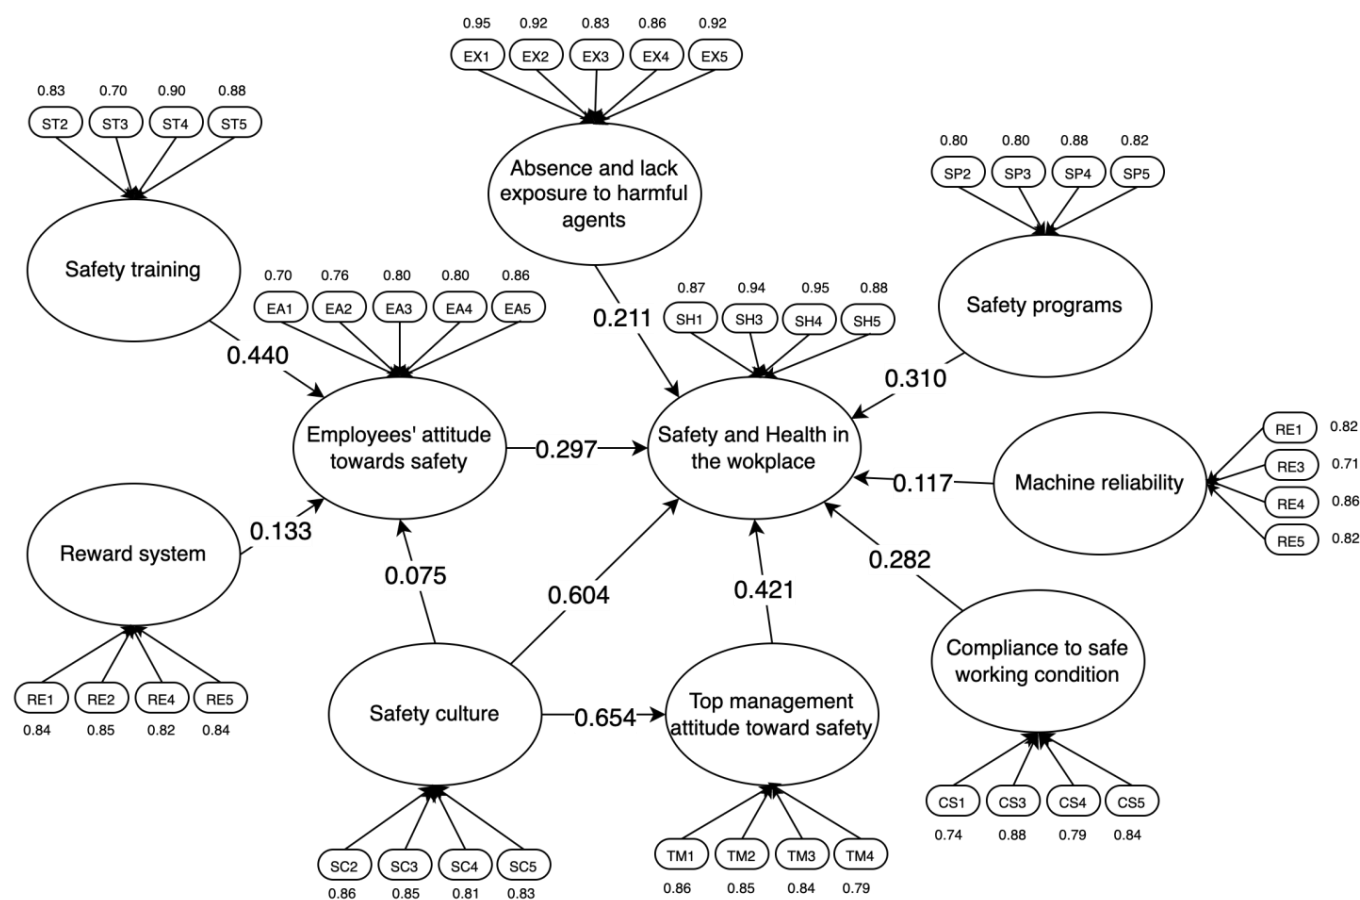 0.95 0.92 0.83 0.86 0.92
EX1 EX2 EX3 EX4 EX5
0.83 0.70 0.90 0.88
ST2 ST3 ST4 ST5
Absence and lack
exposure to harmful
agents
0.80 0.80 0.88 0.82
SP2 SP3 SP4 SP5
Safety training
0.70 0.76 0.80 0.80 0.86
EA1 EA2 EA3 EA4 EA5
0.211
0.87 0.94 0.95 0.88
SH1 SH3 SH4 SH5
Safety programs
0.440
0.310
Employees' attitude
towards safety
0.297
Safety and Health in
the wokplace
0.117
Machine reliability
RE1 0.82
RE3 0.71
RE4 0.86
RE5 0.82
Reward system
0.133
0.075
0.604
0.421
0.282
Compliance to safe
working condition
RE1 RE2 RE4 RE5
0.84 0.85 0.82 0.84
Safety culture
0.654
Top management
attitude toward safety
CS1 CS3 CS4 CS5
0.74 0.88 0.79 0.84
SC2 SC3 SC4 SC5
0.86 0.85 0.81 0.83
TM1 TM2 TM3 TM4
0.86 0.85 0.84 0.79